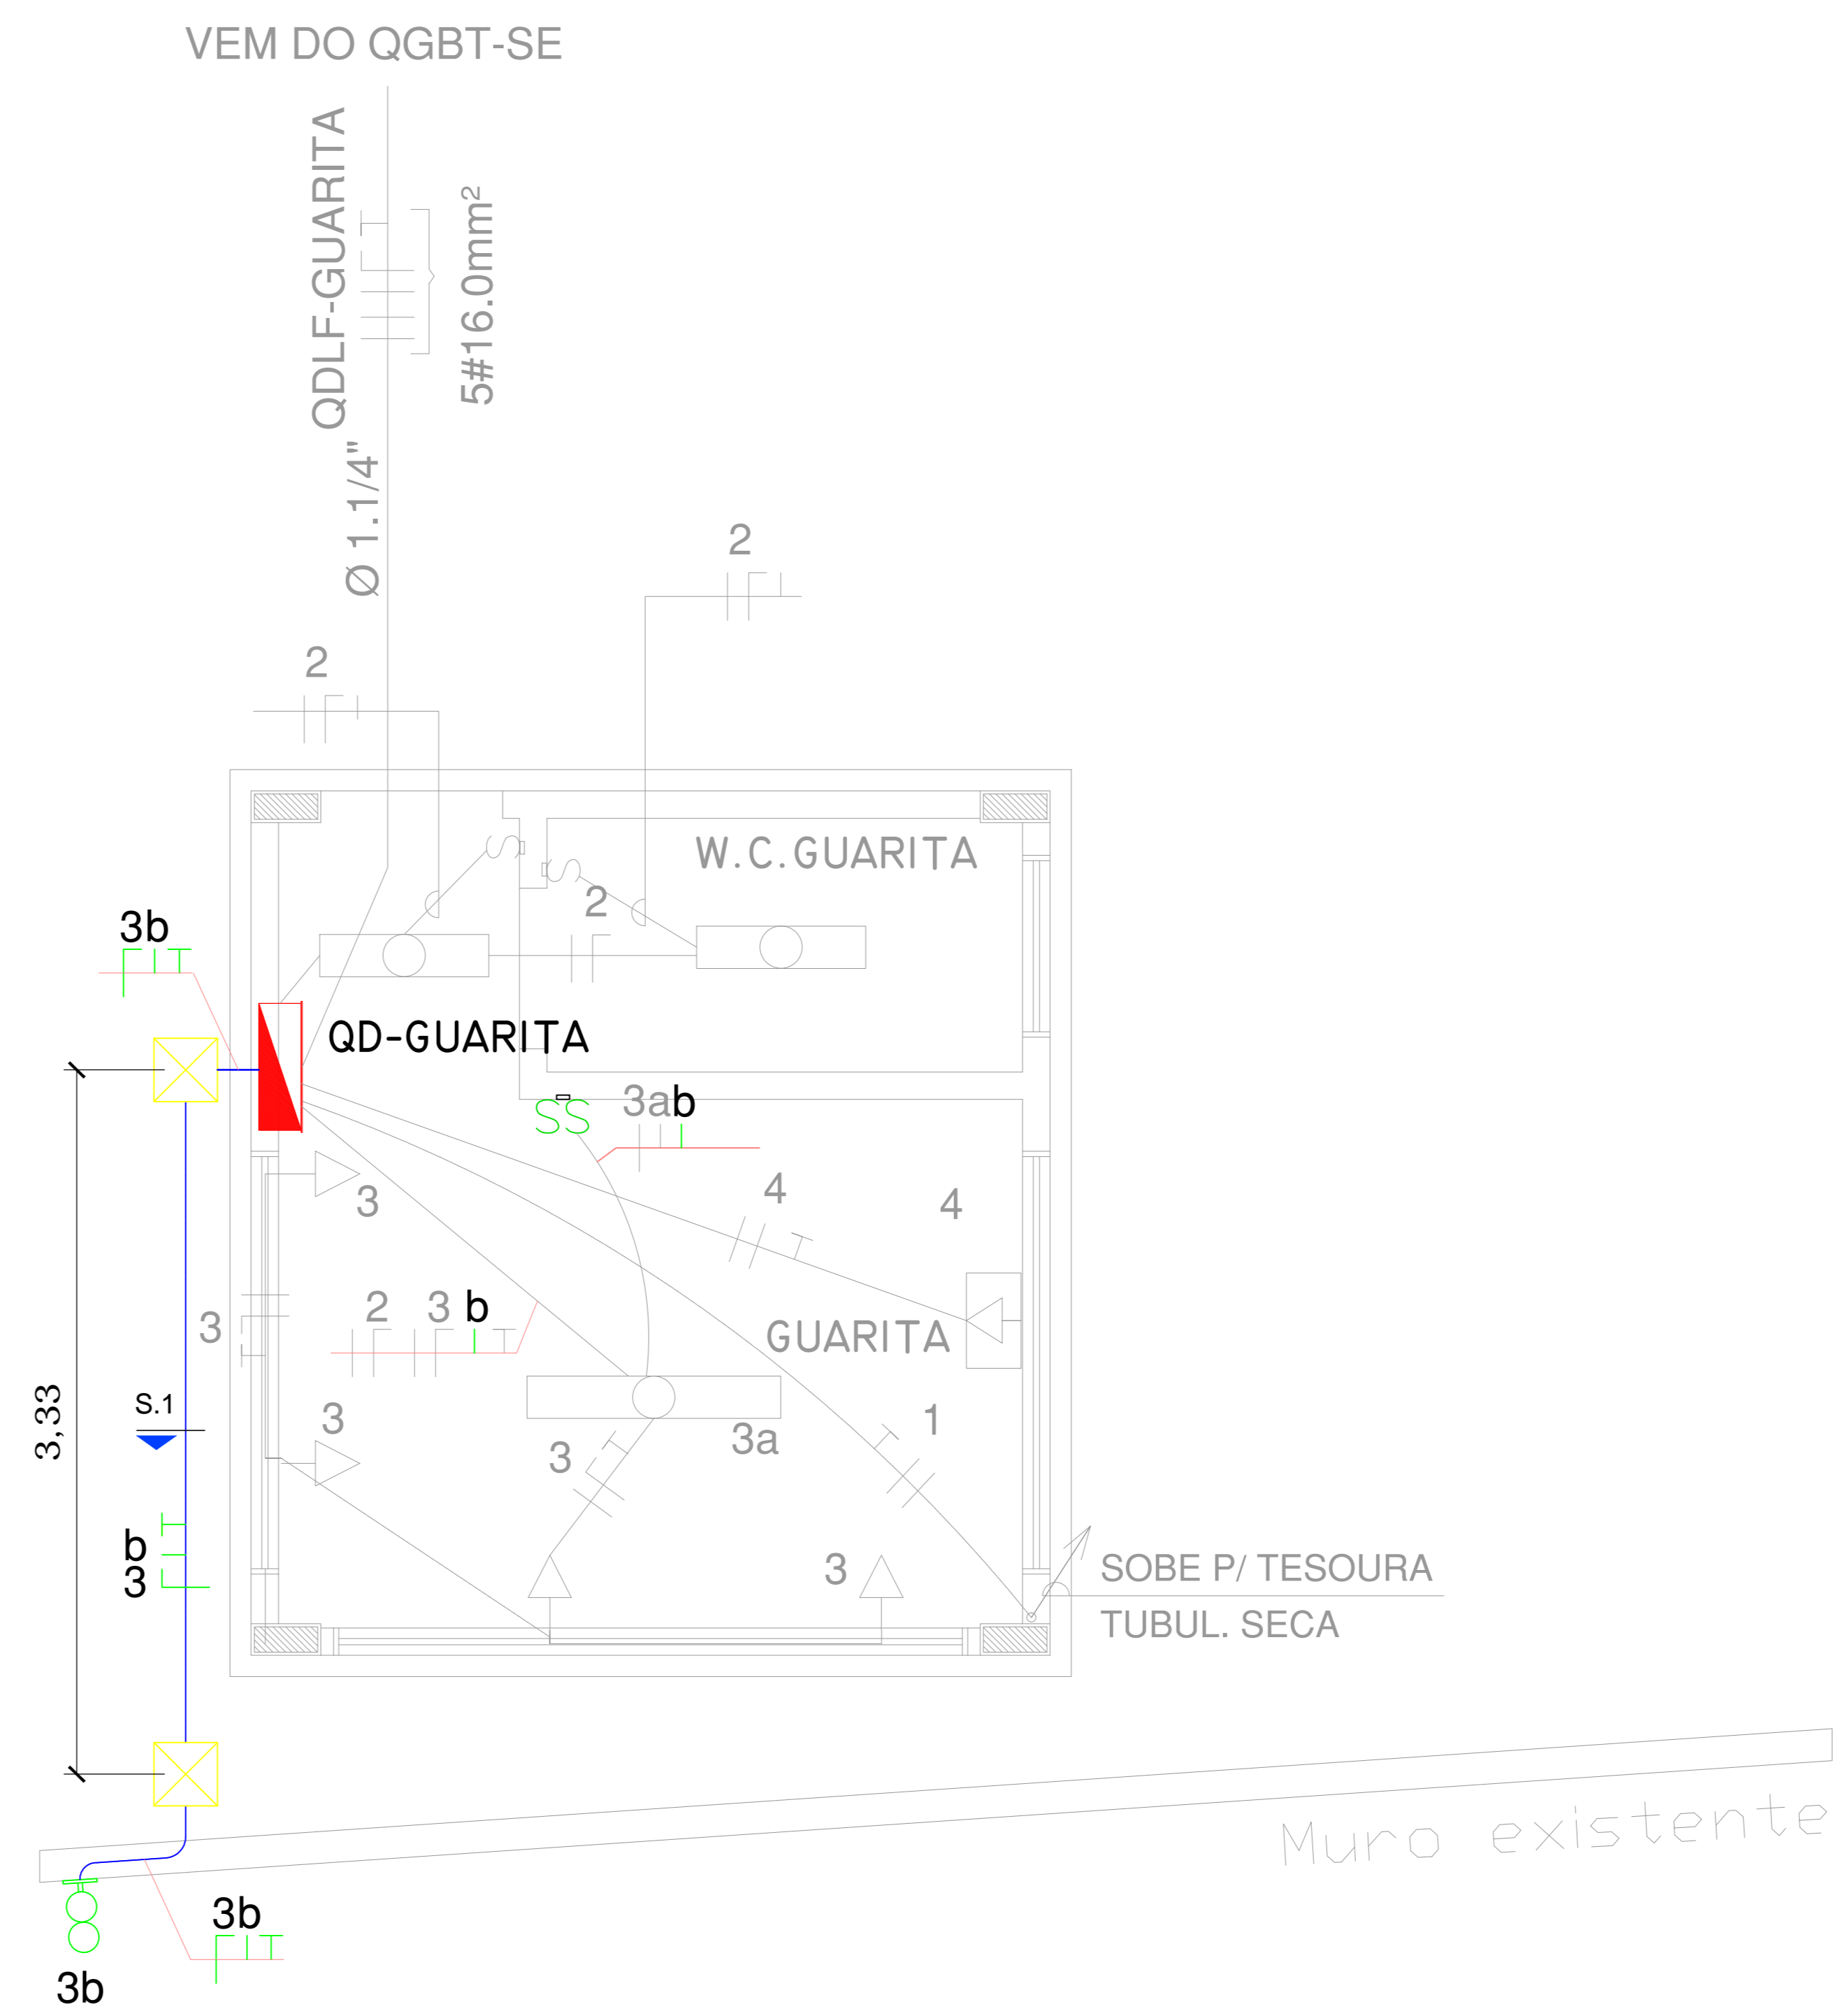 VEM DO QGBT-SE
QDLF-GUARITA
5#16.0mm²
Ø 1.1/4"
2
2
W.C.GUARITA
S
S
2
3b
QD-GUARITA
3ab
SS
4
4
3
2
3
b
3
GUARITA
3,33
S.1
3
3
3a
1
b
3
3
SOBE P/ TESOURA
TUBUL. SECA
Muro existente
3b
3b